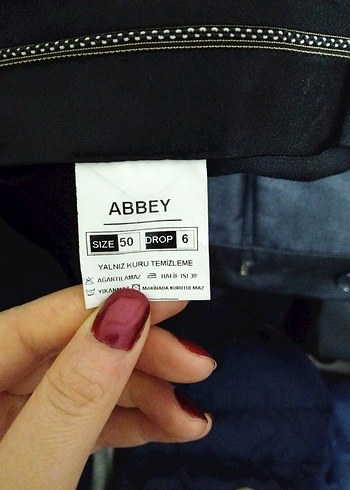 ABBEY
SIZE 50 DROP 6
YALNIZ KURU TEMİZLEME
AĞARTILAMAZ HAFİF ISI 30°
YIKANMAZ MAKİNADA KURUTULMAZ